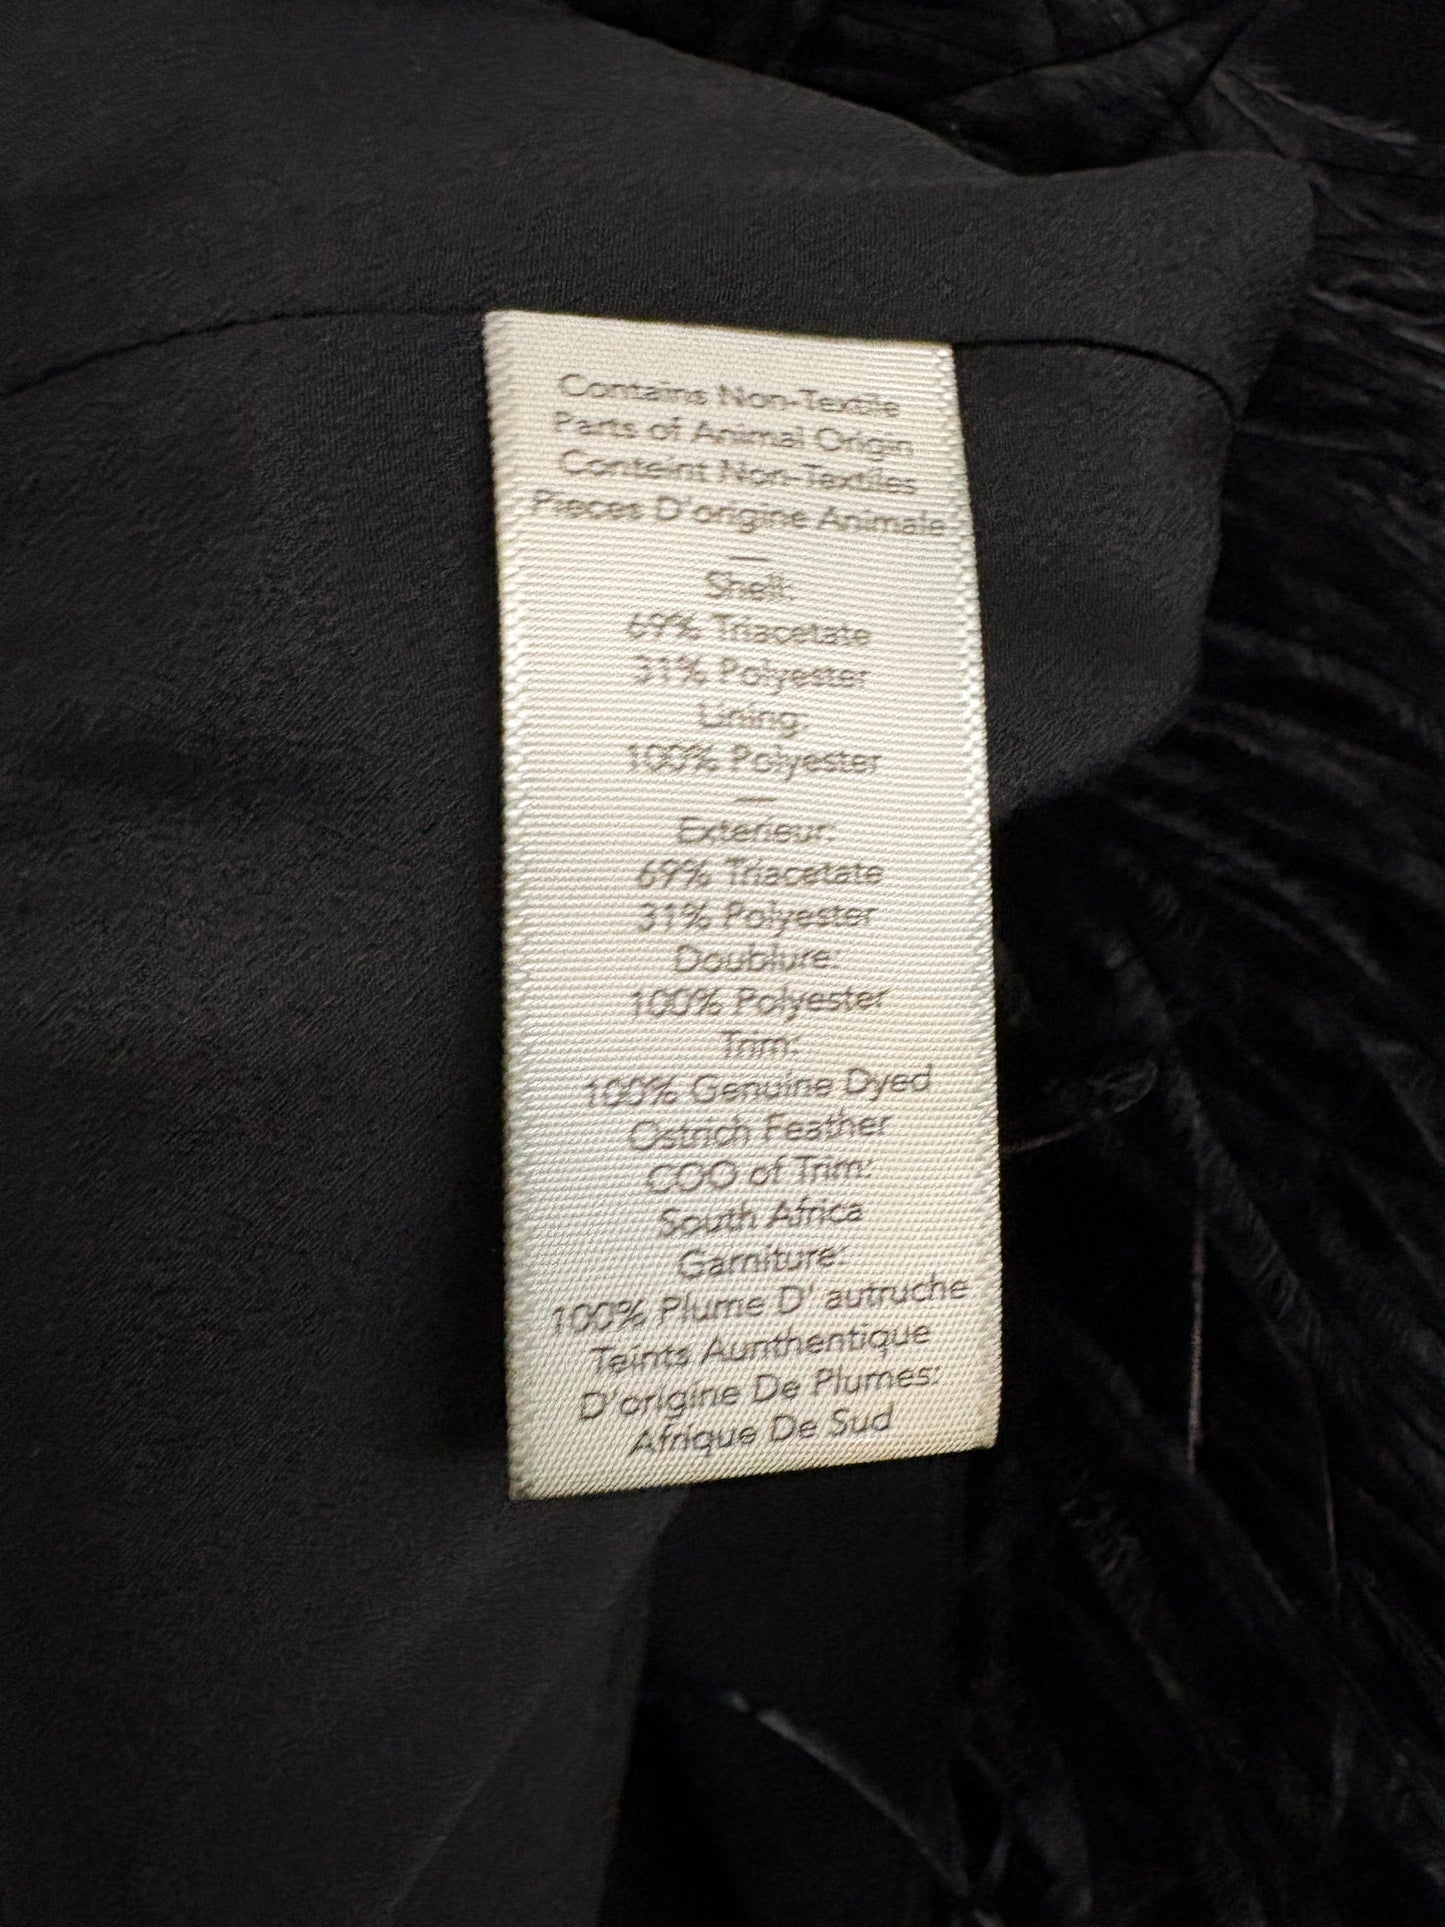 Contains Non-Textile
Parts of Animal Origin
Conteint Non-Textiles
Pieces D'origine Animale
—
Shell:
69% Triacetate
31% Polyester
Lining:
100% Polyester
—
Exterieur:
69% Triacetate
31% Polyester
Doublure:
100% Polyester
Trim:
100% Genuine Dyed
Ostrich Feather
COO of Trim:
South Africa
Garniture:
100% Plume D' autruche
Teints Aunthentique
D'origine De Plumes:
Afrique De Sud